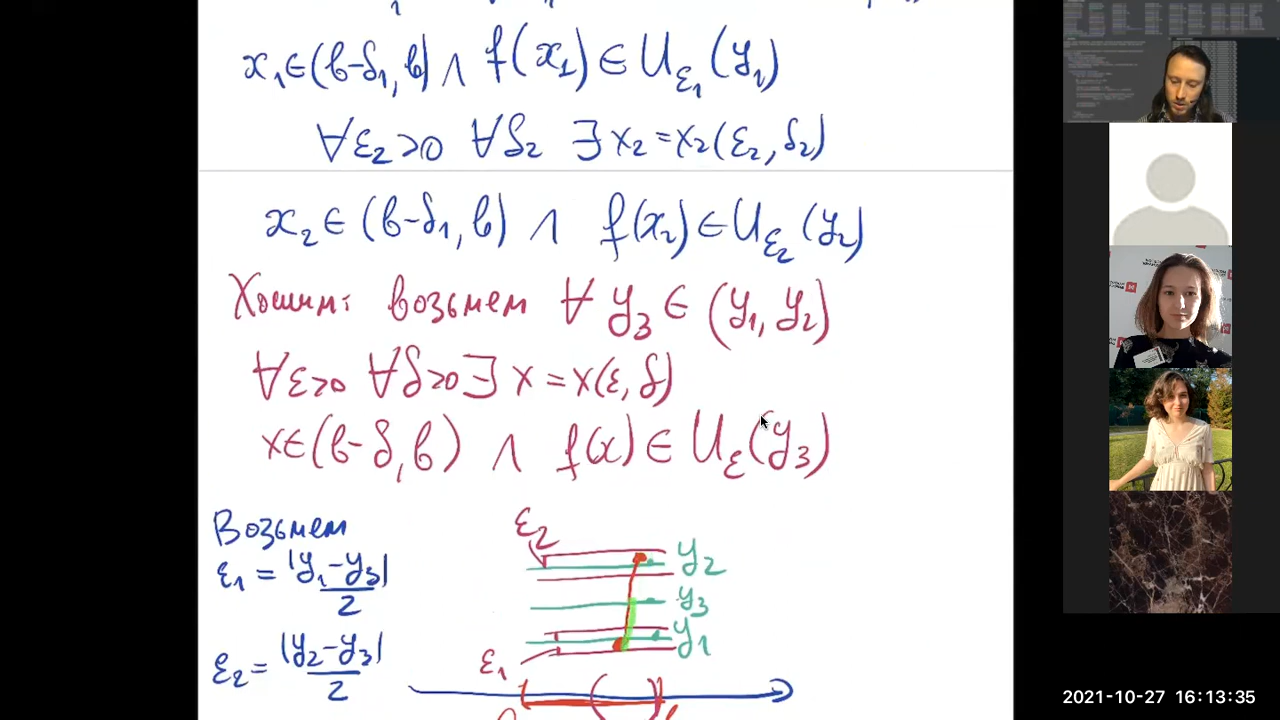 x₁∈(b-δ₁, b) ∧ f(x₁) ∈ U_ε₁(y₁)
∀ε₂>0 ∀δ₂ ∃ x₂=x₂(ε₂, δ₂)
x₂∈(b-δ₁, b) ∧ f(x₂)∈U_ε₂(y₂)
Хотим: возьмем ∀ y₃∈(y₁, y₂)
∀ε>0 ∀δ>0 ∃ x=x(ε, δ)
x∈(b-δ, b) ∧ f(x)∈U_ε(y₃)
Возьмем
ε₁ = |y₁-y₃|/2
ε₂ = |y₂-y₃|/2
ε₂
y₂
y₃
y₁
ε₁
2021-10-27 16:13:35